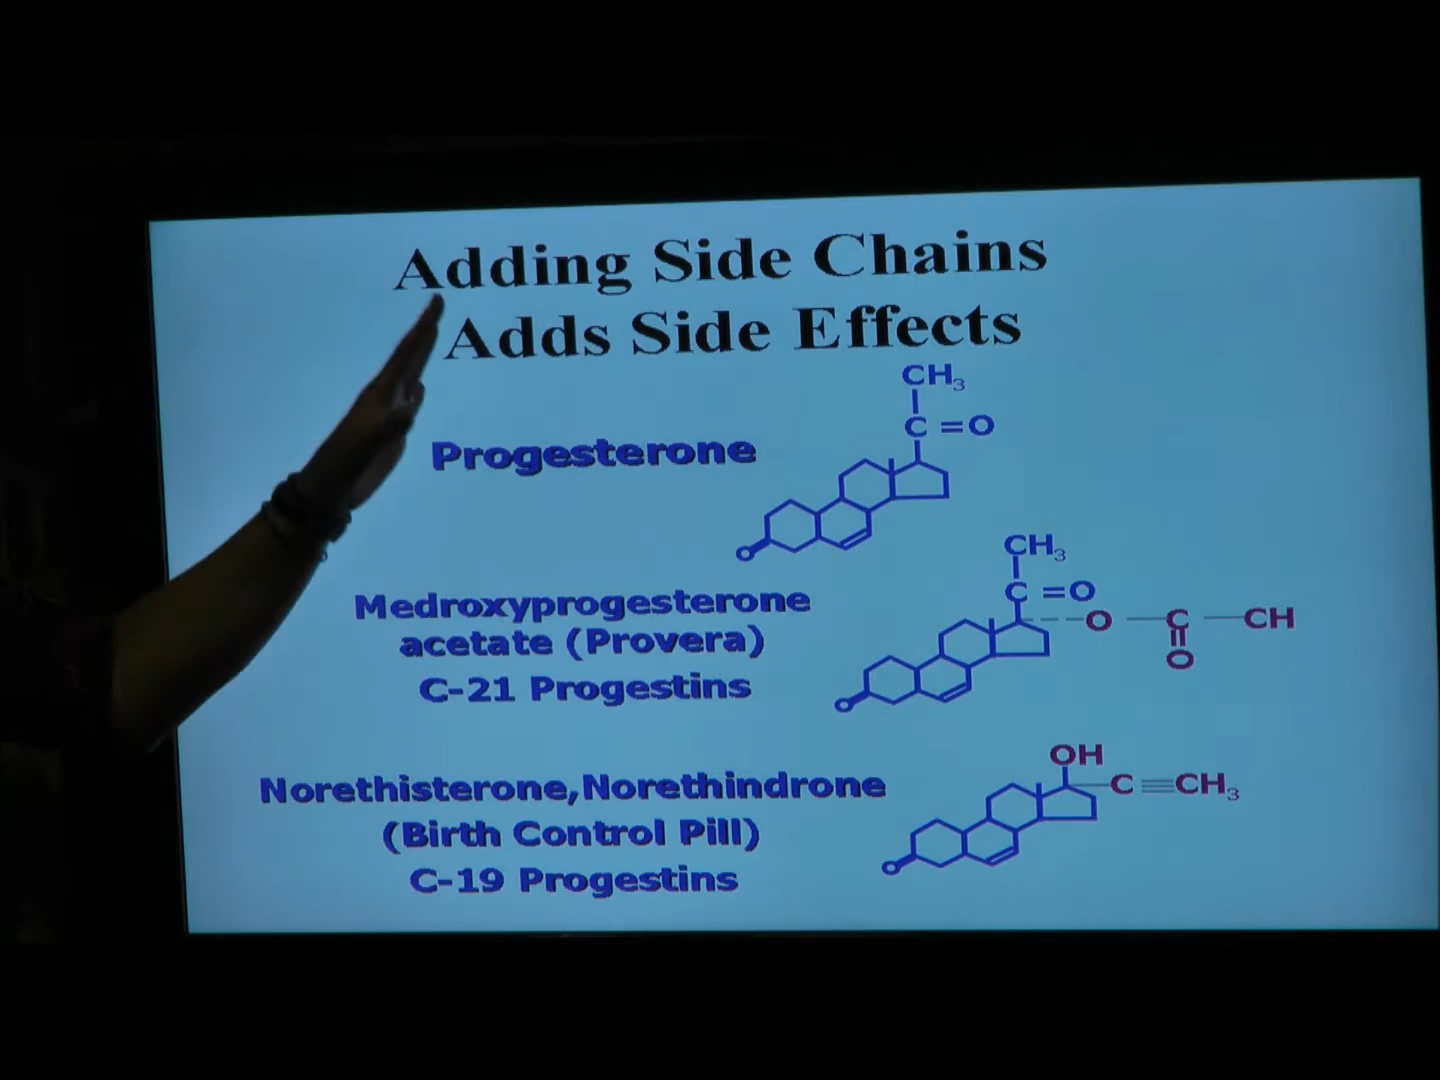 Adding Side Chains
Adds Side Effects
CH₃
C =O
Progesterone
O
CH₃
C =O
Medroxyprogesterone
O — C — CH
acetate (Provera)
O
C-21 Progestins
O
OH
Norethisterone,Norethindrone
C ≡CH₃
(Birth Control Pill)
O
C-19 Progestins